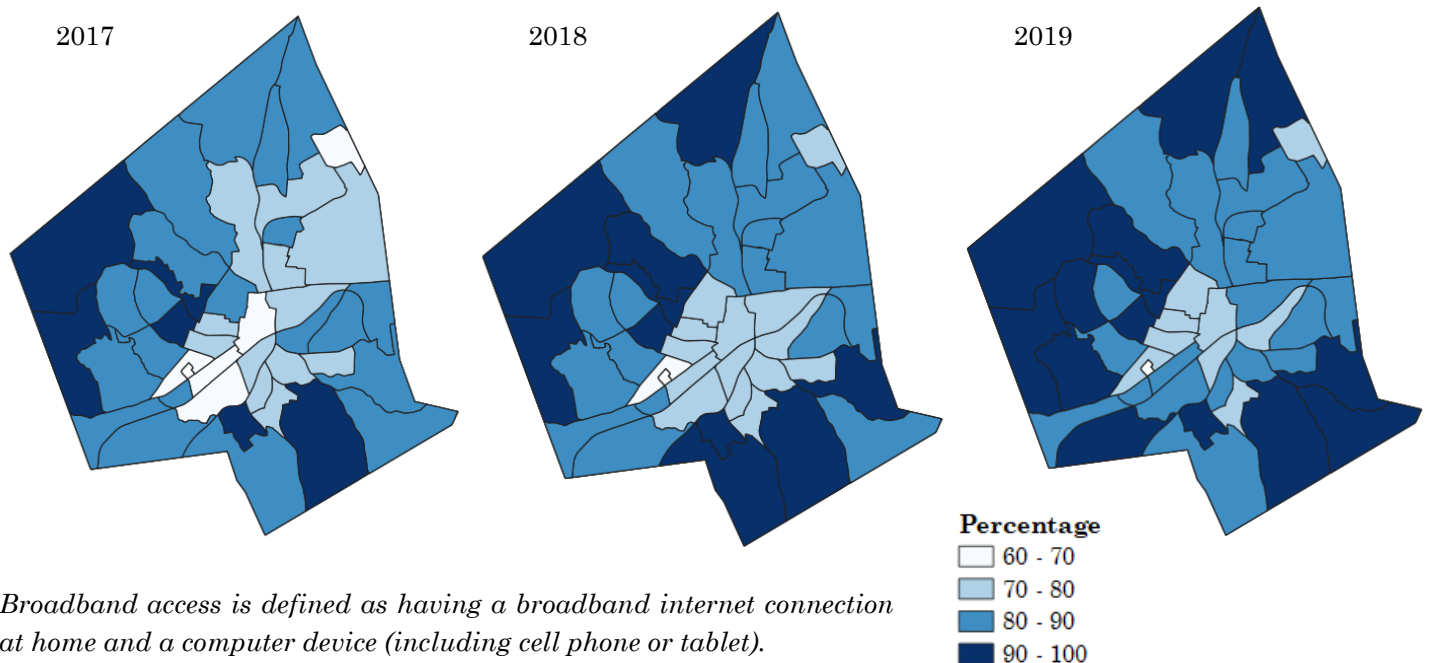 2017
2018
2019
Percentage
60 - 70
70 - 80
80 - 90
90 - 100
Broadband access is defined as having a broadband internet connection
at home and a computer device (including cell phone or tablet).